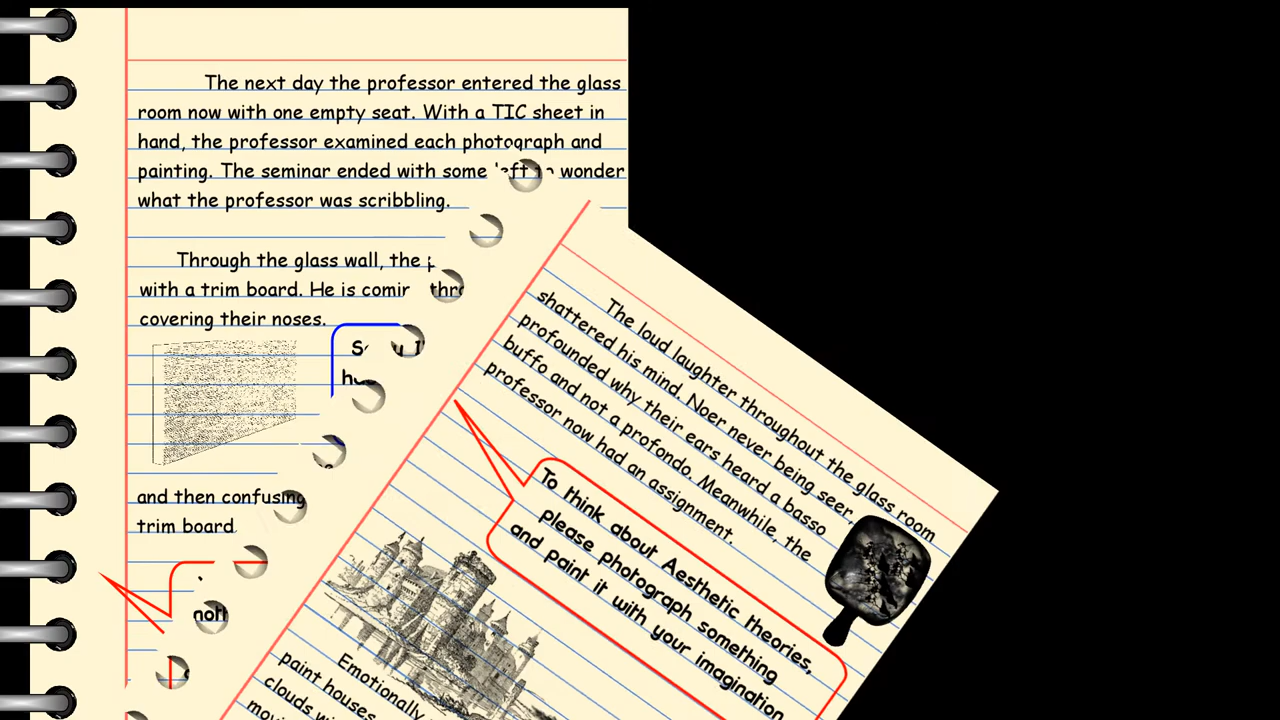 The next day the professor entered the glass
room now with one empty seat. With a TIC sheet in
hand, the professor examined each photograph and
painting. The seminar ended with some left to wonder
what the professor was scribbling.
Through the glass wall, the
with a trim board. He is
covering their noses.
and then confusing
trim board.
The loud laughter throughout the glass room
shattered his mind. Noer never being seer,
profounded why their ears heard a basso
buffo and not a profondo. Meanwhile, the
professor now had an assignment.
To think about Aesthetic theories,
please photograph something
and paint it with your imagination
Emotionally
paint houses
clouds